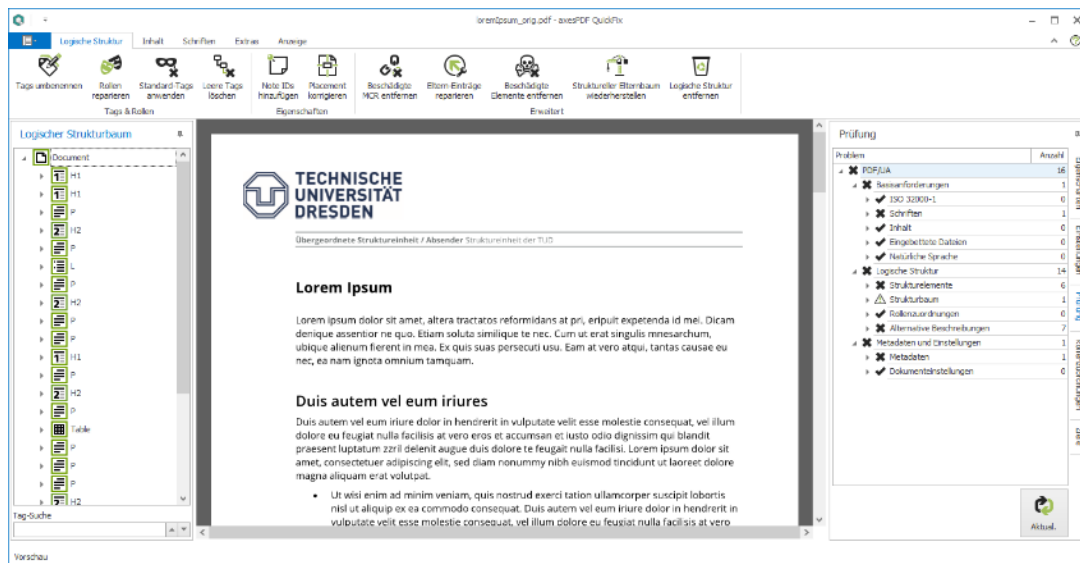 loremIpsum_orig.pdf - axesPDF QuickFix
Logische Struktur Inhalt Schriften Extras Anzeige
Tags umbenennen
Rollen reparieren
Standard-Tags anwenden
Leere Tags löschen
Note IDs hinzufügen
Placement korrigieren
Beschädigte MCR entfernen
Eltern-Einträge reparieren
Beschädigte Elemente entfernen
Struktureller Elternbaum wiederherstellen
Logische Struktur entfernen
Tags & Rollen Eigenschaften Erweitert
Logischer Strukturbaum
Document
H1
H1
P
H2
P
L
P
H2
P
P
H1
P
H2
P
Table
P
P
P
H2
Tag-Suche
Vorschau
TECHNISCHE
UNIVERSITÄT
DRESDEN
Übergeordnete Struktureinheit / Absender Struktureinheit der TUD
Lorem Ipsum
Lorem ipsum dolor sit amet, altera tractatos reformidans at pri, eripuit expetenda id mei. Dicam
denique assentior ne quo. Etiam soluta similique te nec. Cum ut erat singulis mnesarchum,
ubique alienum fierent in mea. Ex quis suas persecuti usu. Eam at vero atqui, tantas causae eu
nec, ea nam ignota omnium tamquam.
Duis autem vel eum iriures
Duis autem vel eum iriure dolor in hendrerit in vulputate velit esse molestie consequat, vel illum
dolore eu feugiat nulla facilisis at vero eros et accumsan et iusto odio dignissim qui blandit
praesent luptatum zzril delenit augue duis dolore te feugait nulla facilisi. Lorem ipsum dolor sit
amet, consectetuer adipiscing elit, sed diam nonummy nibh euismod tincidunt ut laoreet dolore
magna aliquam erat volutpat.
• Ut wisi enim ad minim veniam, quis nostrud exerci tation ullamcorper suscipit lobortis
nisl ut aliquip ex ea commodo consequat. Duis autem vel eum iriure dolor in hendrerit in
vulputate velit esse molestie consequat, vel illum dolore eu feugiat nulla facilisis at vero
Prüfung
Problem Anzahl
PDF/UA 16
Basisanforderungen 1
ISO 32000-1 0
Schriften 1
Inhalt 0
Eingebettete Dateien 0
Natürliche Sprache 0
Logische Struktur 14
Strukturelemente 6
Strukturbaum 1
Rollenzuordnungen 0
Alternative Beschreibungen 7
Metadaten und Einstellungen 1
Metadaten 1
Dokumenteinstellungen 0
Aktual.